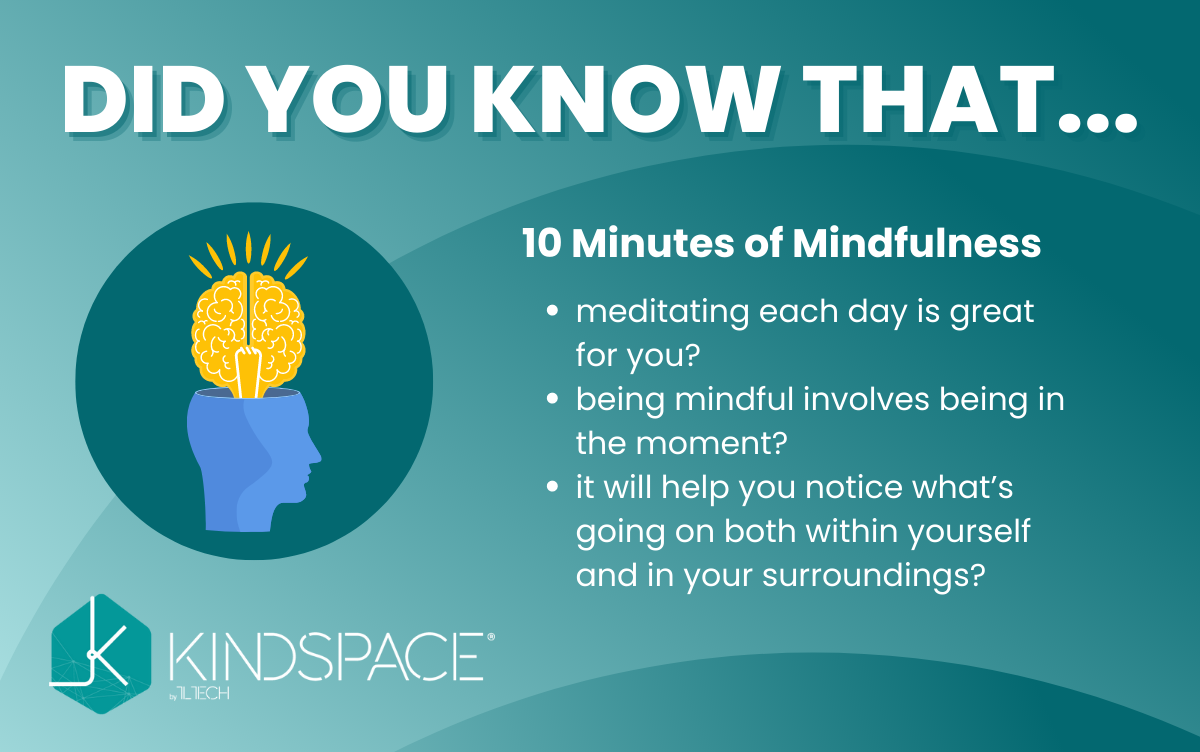 DID YOU KNOW THAT...
10 Minutes of Mindfulness
• meditating each day is great
for you?
• being mindful involves being in
the moment?
• it will help you notice what's
going on both within yourself
and in your surroundings?
KINDSPACE®
by TLTECH